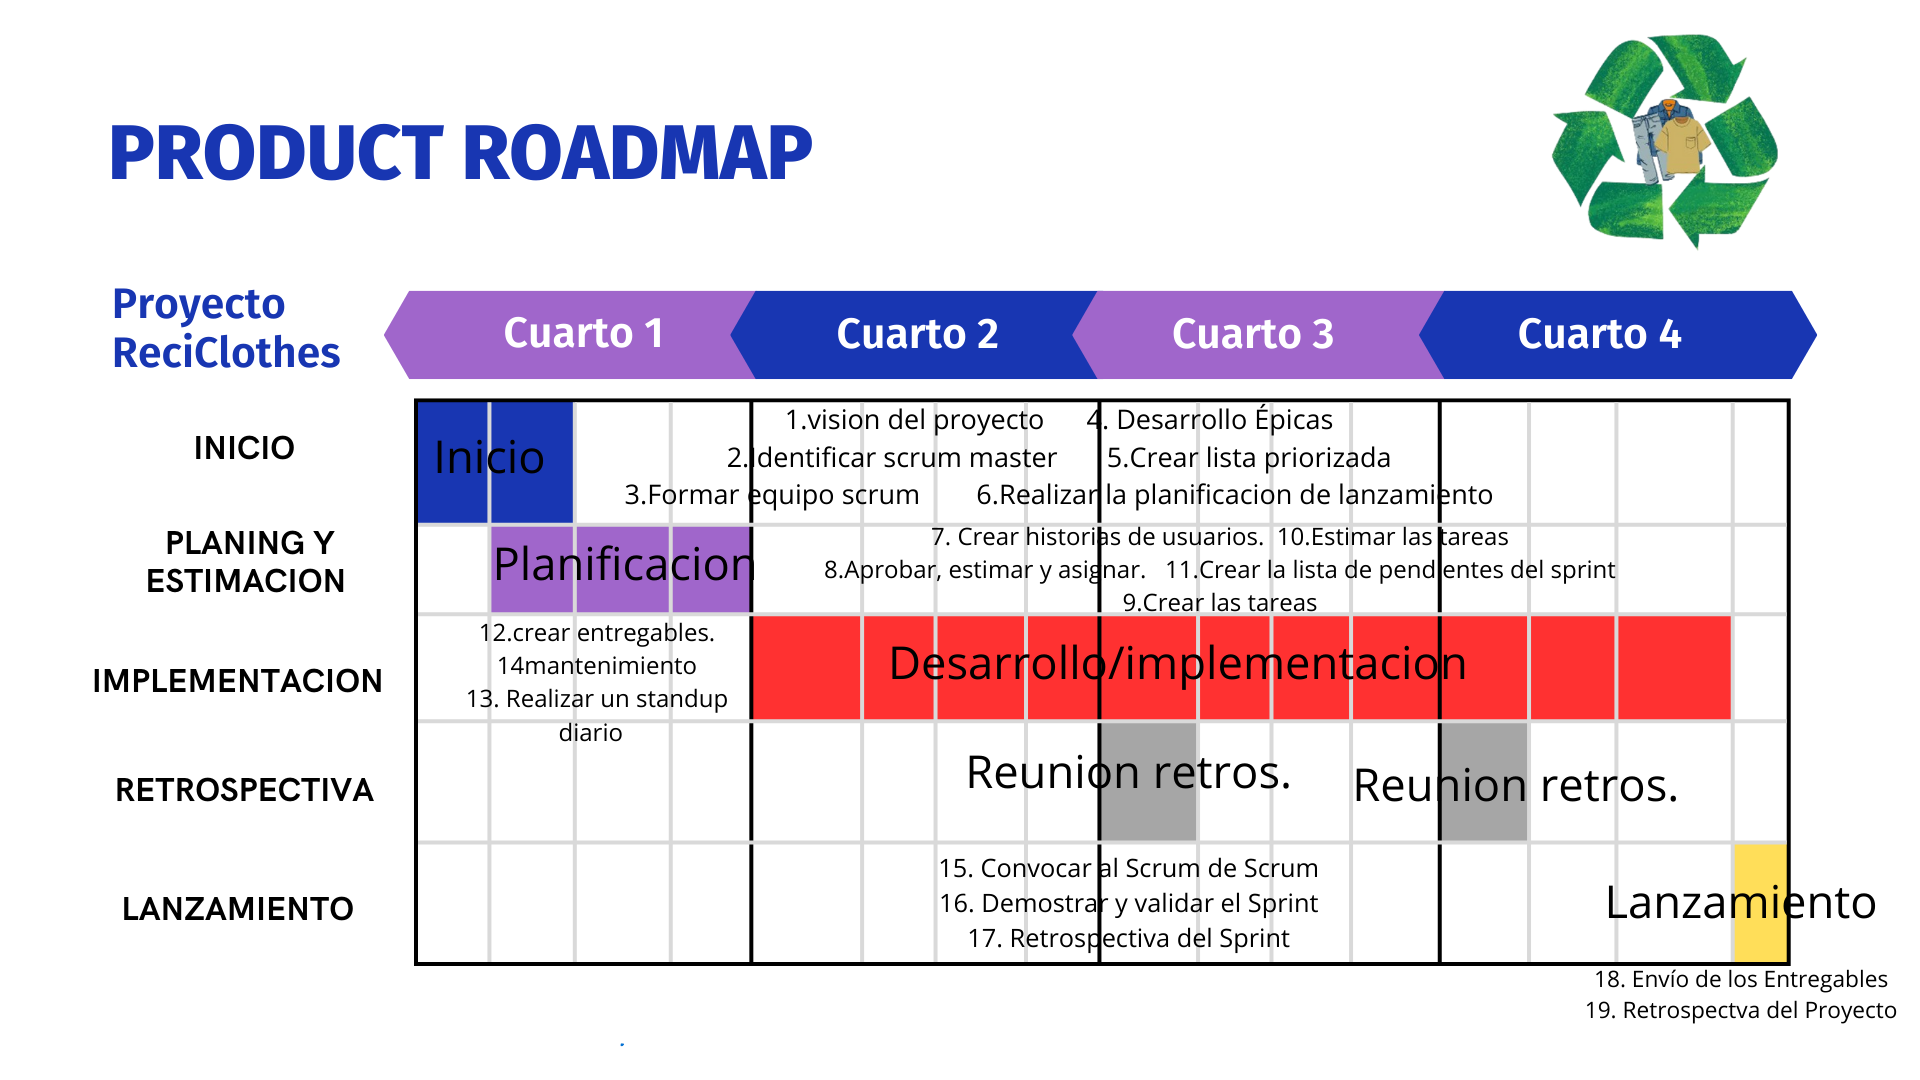 PRODUCT ROADMAP
Proyecto
ReciClothes
Cuarto 1
Cuarto 2
Cuarto 3
Cuarto 4
INICIO
Inicio
1.vision del proyecto 4. Desarrollo Épicas
2.Identificar scrum master 5.Crear lista priorizada
3.Formar equipo scrum 6.Realizar la planificacion de lanzamiento
PLANING Y
ESTIMACION
Planificacion
7. Crear historias de usuarios. 10.Estimar las tareas
8.Aprobar, estimar y asignar. 11.Crear la lista de pendientes del sprint
9.Crear las tareas
IMPLEMENTACION
12.crear entregables.
14mantenimiento
13. Realizar un standup
diario
Desarrollo/implementacion
RETROSPECTIVA
Reunion retros.
Reunion retros.
LANZAMIENTO
15. Convocar al Scrum de Scrum
16. Demostrar y validar el Sprint
17. Retrospectiva del Sprint
Lanzamiento
18. Envío de los Entregables
19. Retrospectva del Proyecto